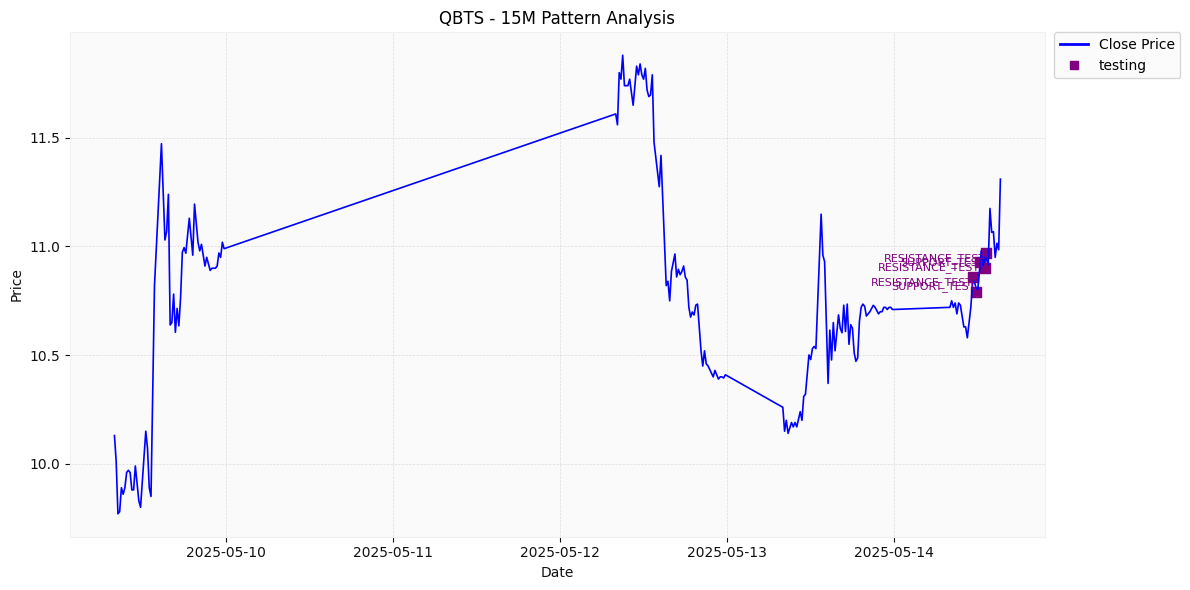 QBTS - 15M Pattern Analysis
Close Price
testing
Price
11.5
11.0
10.5
10.0
RESISTANCE_TEST
SUPPORT_TEST
RESISTANCE_TEST
RESISTANCE_TEST
SUPPORT_TEST
2025-05-10
2025-05-11
2025-05-12
2025-05-13
2025-05-14
Date